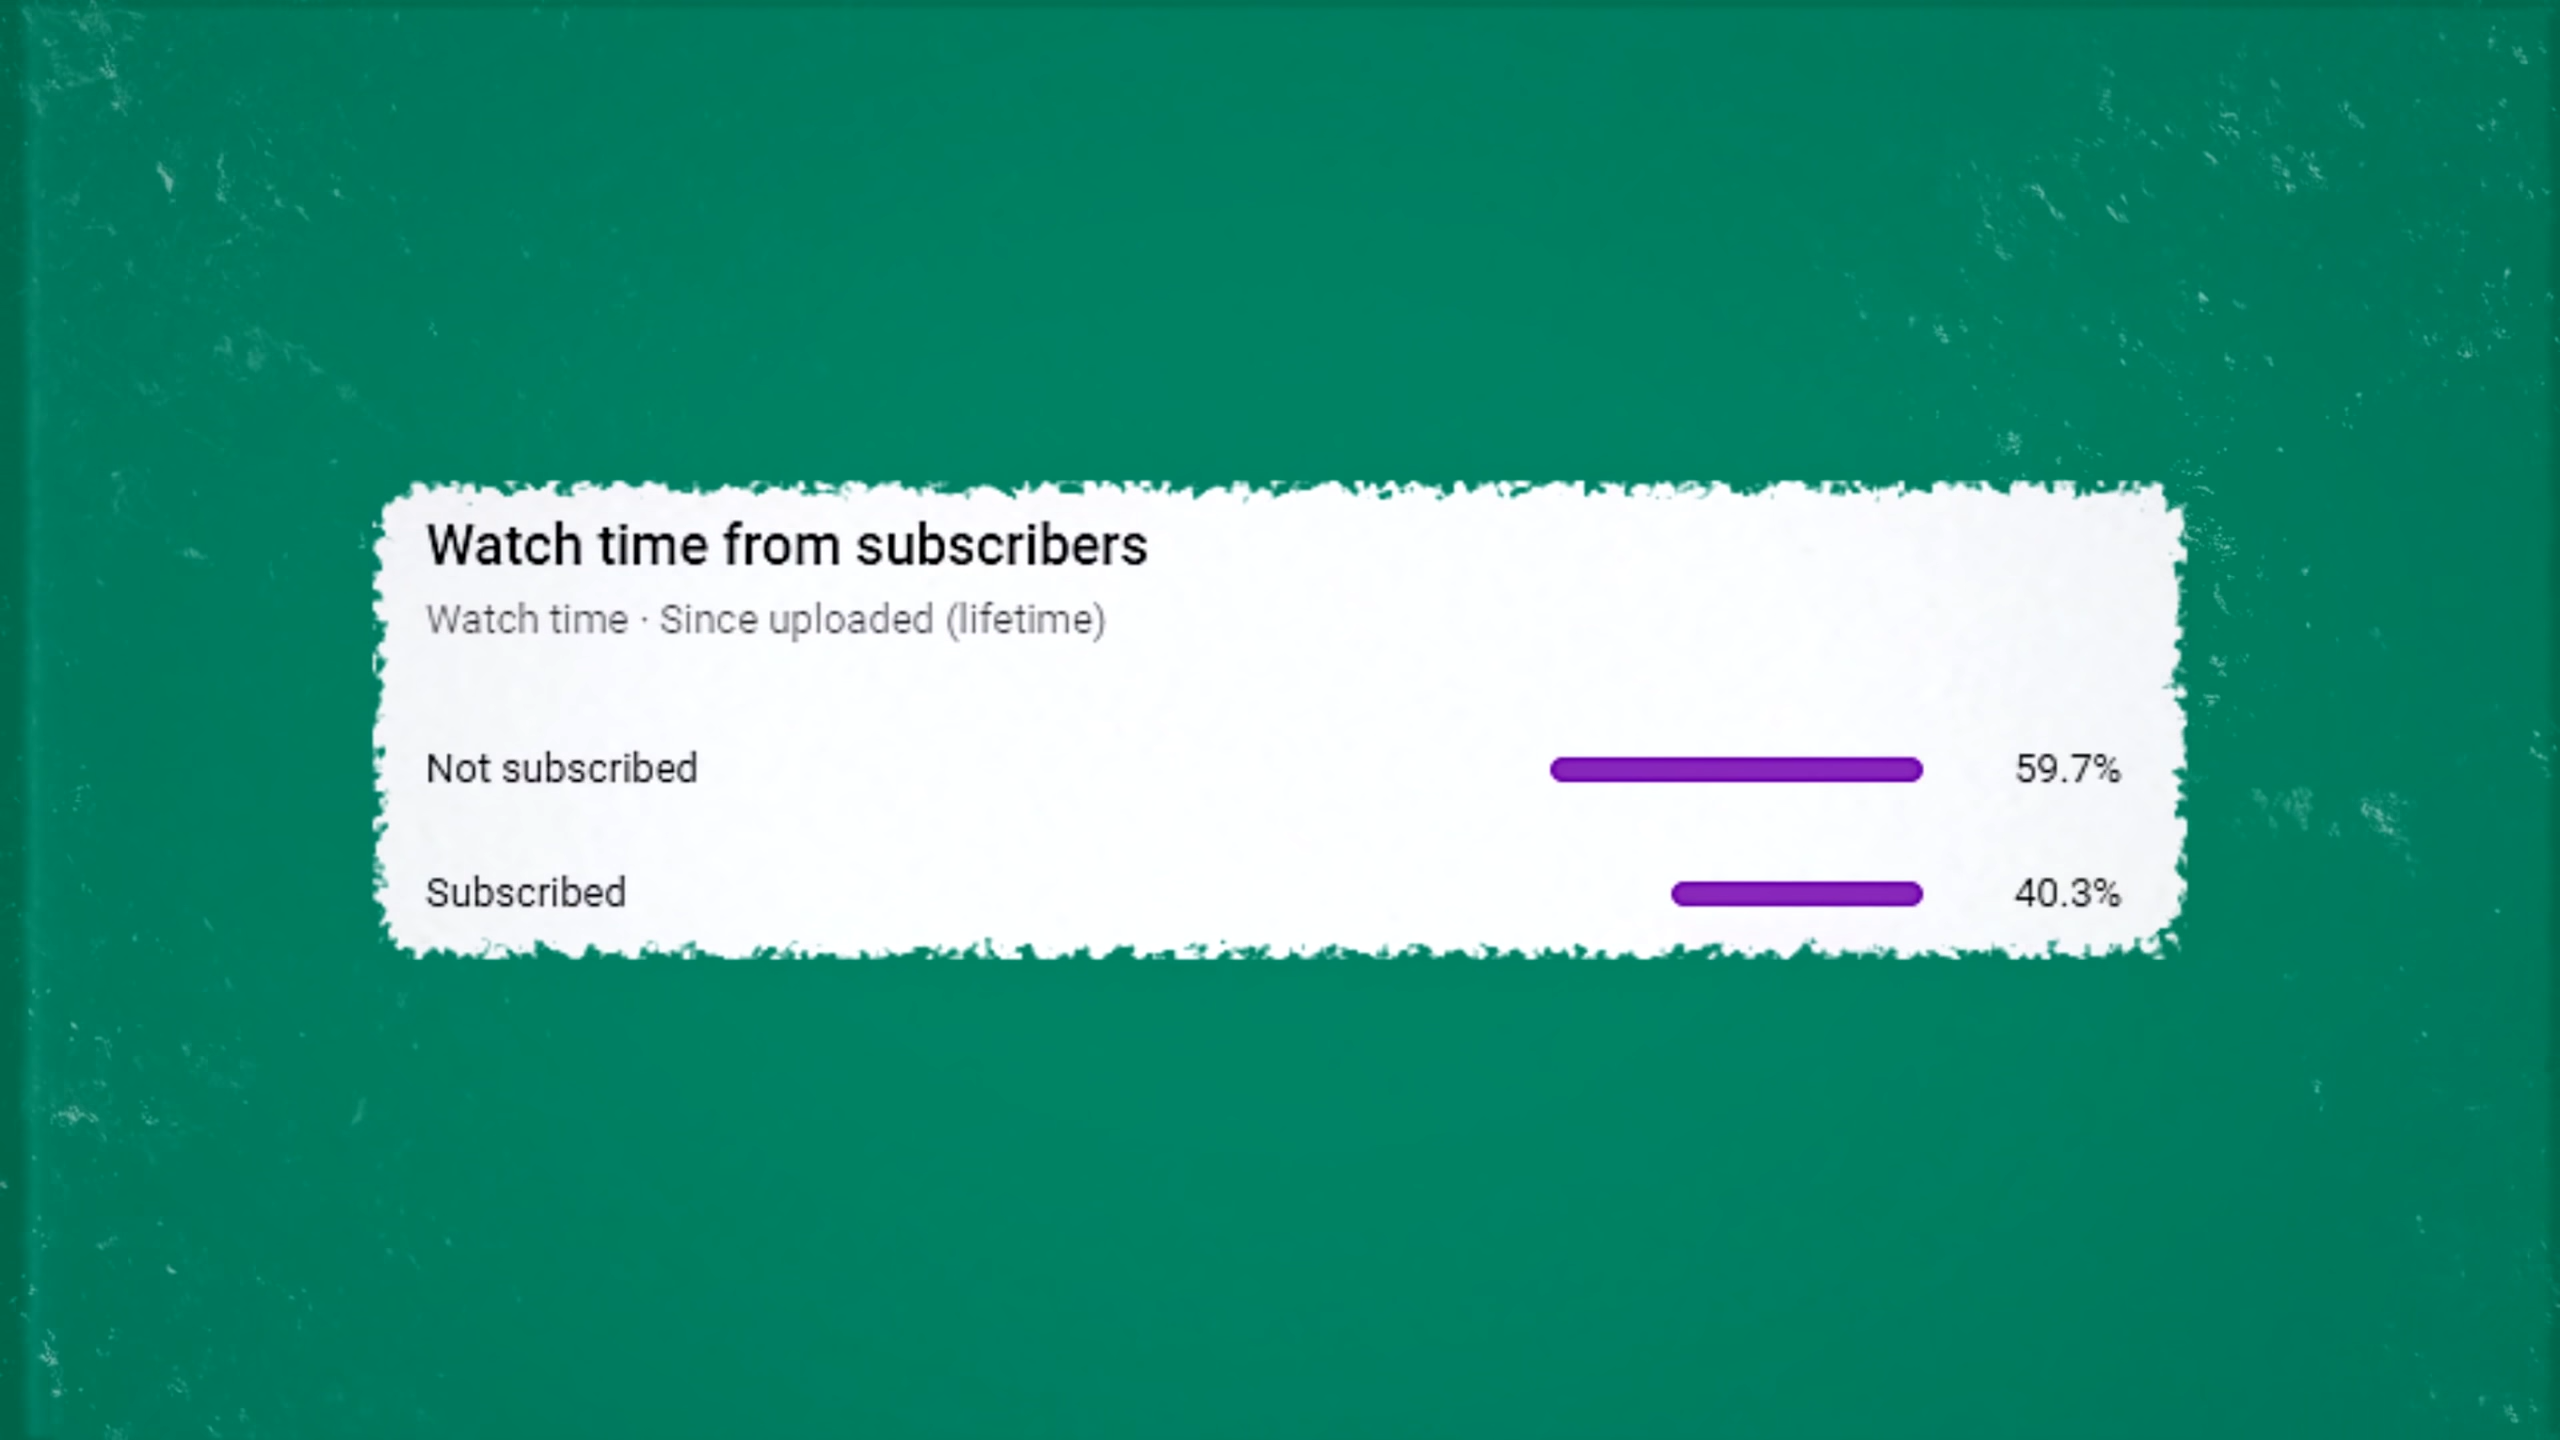 Watch time from subscribers
Watch time · Since uploaded (lifetime)
Not subscribed 59.7%
Subscribed 40.3%